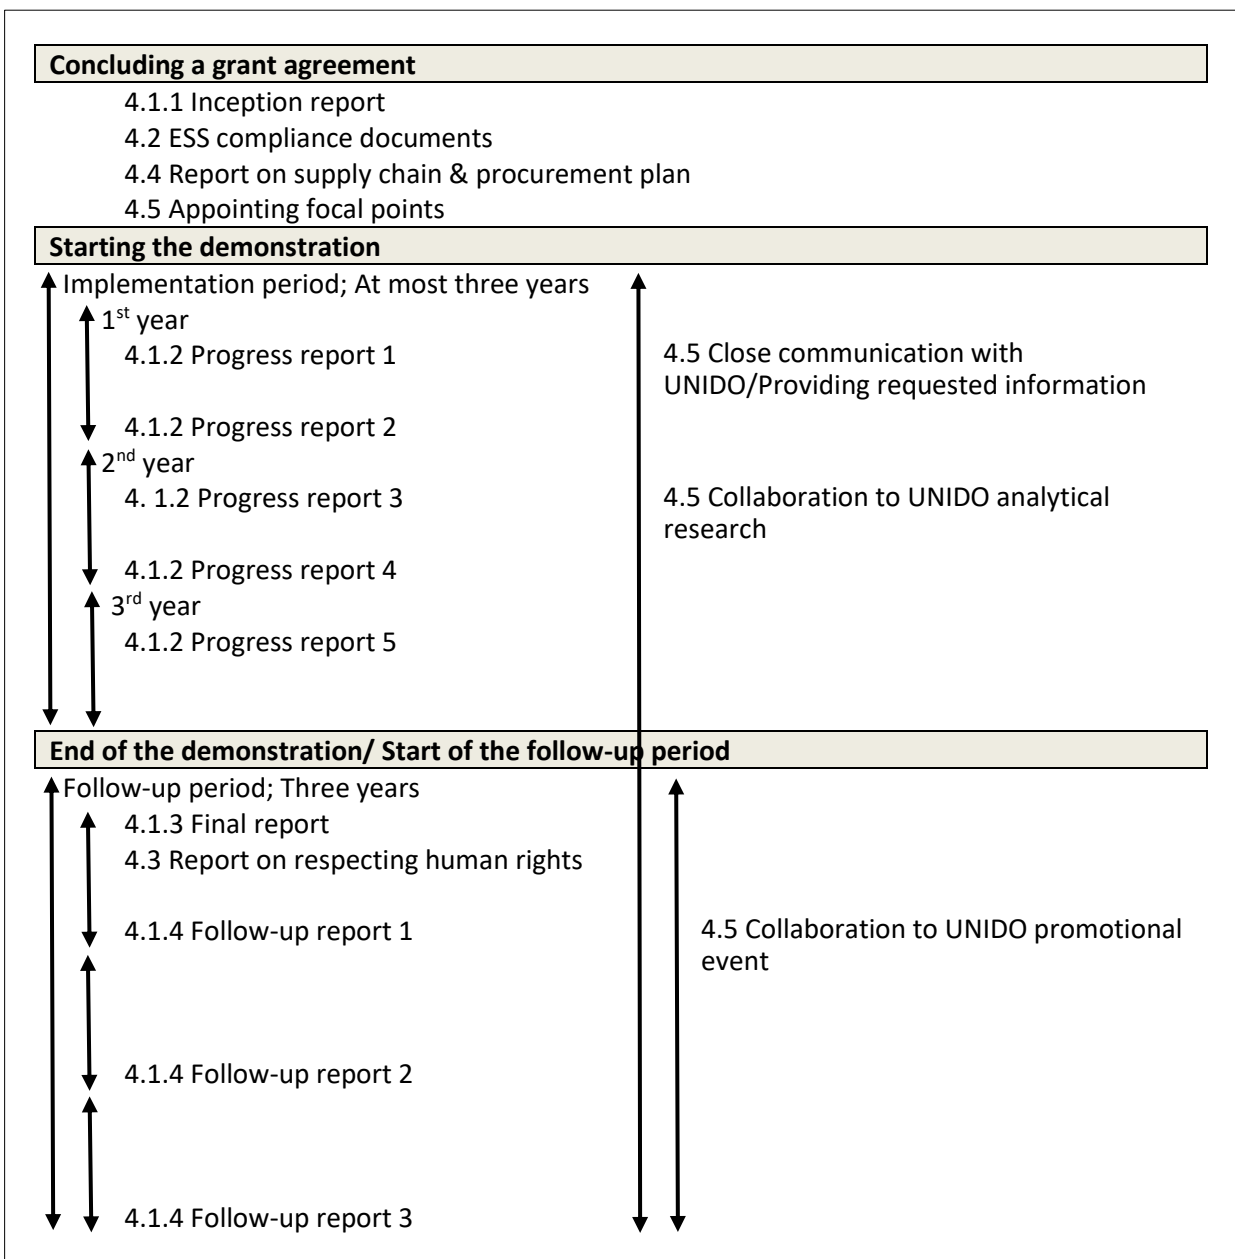 Concluding a grant agreement
4.1.1 Inception report
4.2 ESS compliance documents
4.4 Report on supply chain & procurement plan
4.5 Appointing focal points
Starting the demonstration
Implementation period; At most three years
1st year
4.1.2 Progress report 1
4.1.2 Progress report 2
2nd year
4. 1.2 Progress report 3
4.1.2 Progress report 4
3rd year
4.1.2 Progress report 5
4.5 Close communication with
UNIDO/Providing requested information
4.5 Collaboration to UNIDO analytical
research
End of the demonstration/ Start of the follow-up period
Follow-up period; Three years
4.1.3 Final report
4.3 Report on respecting human rights
4.1.4 Follow-up report 1
4.1.4 Follow-up report 2
4.1.4 Follow-up report 3
4.5 Collaboration to UNIDO promotional
event